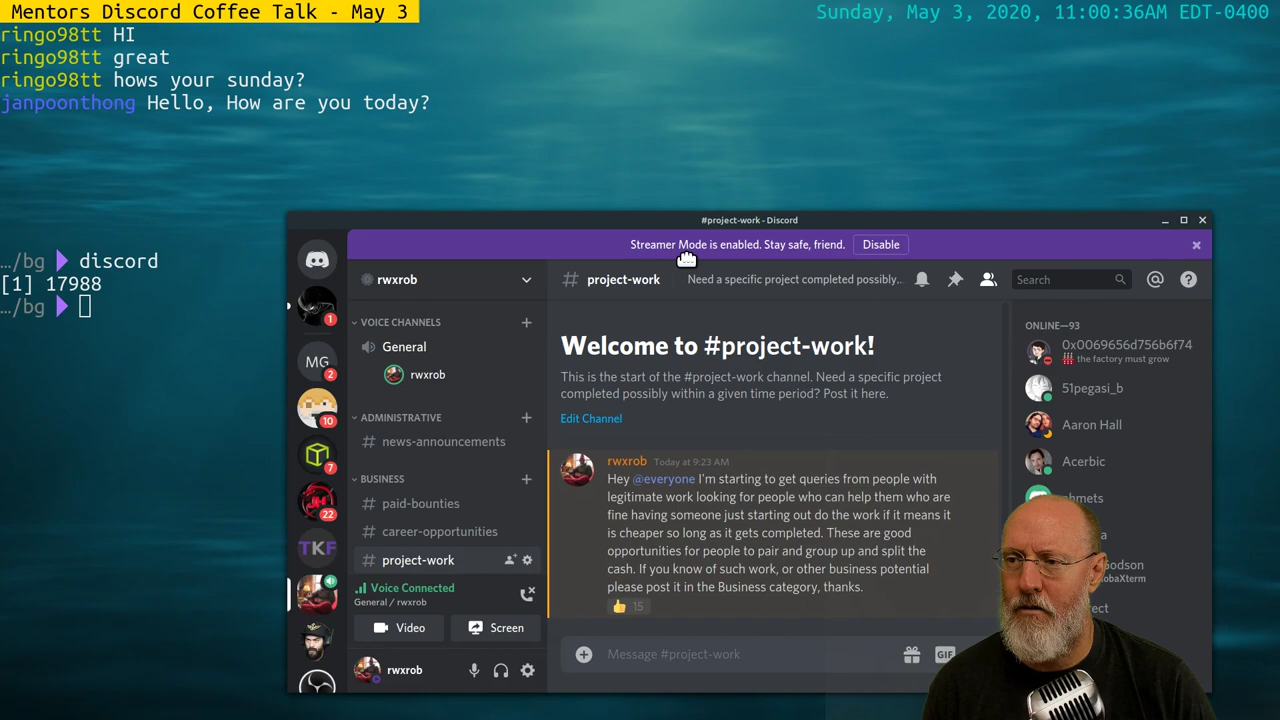 Mentors Discord Coffee Talk - May 3
Sunday, May 3, 2020, 11:00:36AM EDT-0400
ringo98tt HI
ringo98tt great
ringo98tt hows your sunday?
janpoonthong Hello, How are you today?
…/bg discord
[1] 17988
…/bg
#project-work - Discord
Streamer Mode is enabled. Stay safe, friend.
Disable
rwxrob
# project-work
Need a specific project completed possibly...
Search
1
MG
2
10
7
22
TKF
VOICE CHANNELS
General
rwxrob
ADMINISTRATIVE
# news-announcements
BUSINESS
# paid-bounties
# career-opportunities
# project-work
Voice Connected
General / rwxrob
Video
Screen
rwxrob
Welcome to #project-work!
This is the start of the #project-work channel. Need a specific project
completed possibly within a given time period? Post it here.
Edit Channel
rwxrob Today at 9:23 AM
Hey @everyone I'm starting to get queries from people with
legitimate work looking for people who can help them who are
fine having someone just starting out do the work if it means it
is cheaper so long as it gets completed. These are good
opportunities for people to pair and group up and split the
cash. If you know of such work, or other business potential
please post it in the Business category, thanks.
15
Message #project-work
GIF
ONLINE—93
0x0069656d756b6f74
the factory must grow
51pegasi_b
Aaron Hall
Acerbic